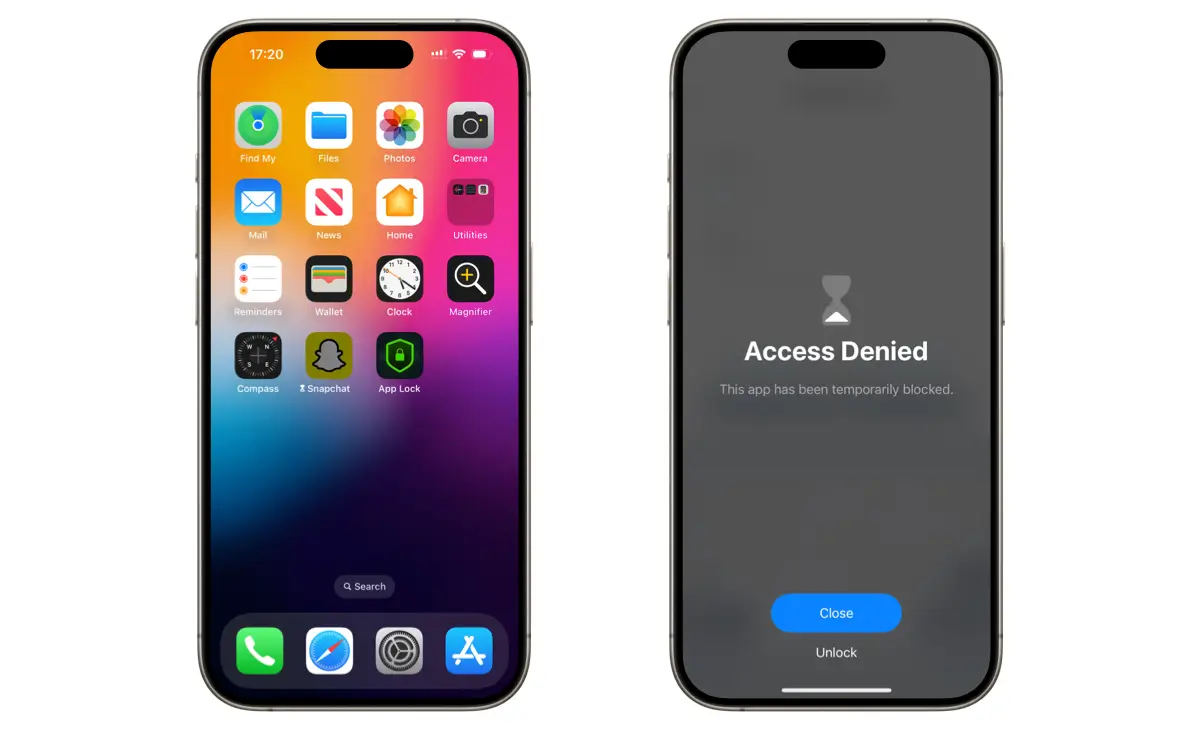 17:20
Find My
Files
Photos
Camera
Mail
News
Home
Utilities
Reminders
Wallet
Clock
Magnifier
Compass
Snapchat
App Lock
Search
Access Denied
This app has been temporarily blocked.
Close
Unlock